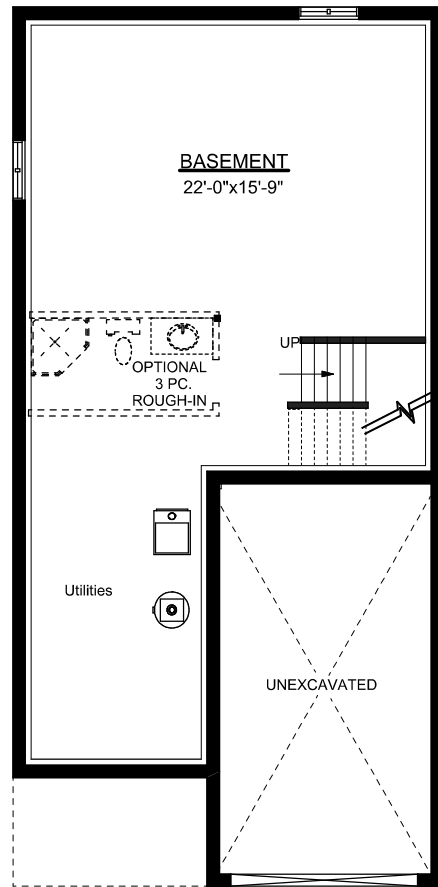 BASEMENT
22'-0"x15'-9"
UP
OPTIONAL
3 PC.
ROUGH-IN
Utilities
UNEXCAVATED